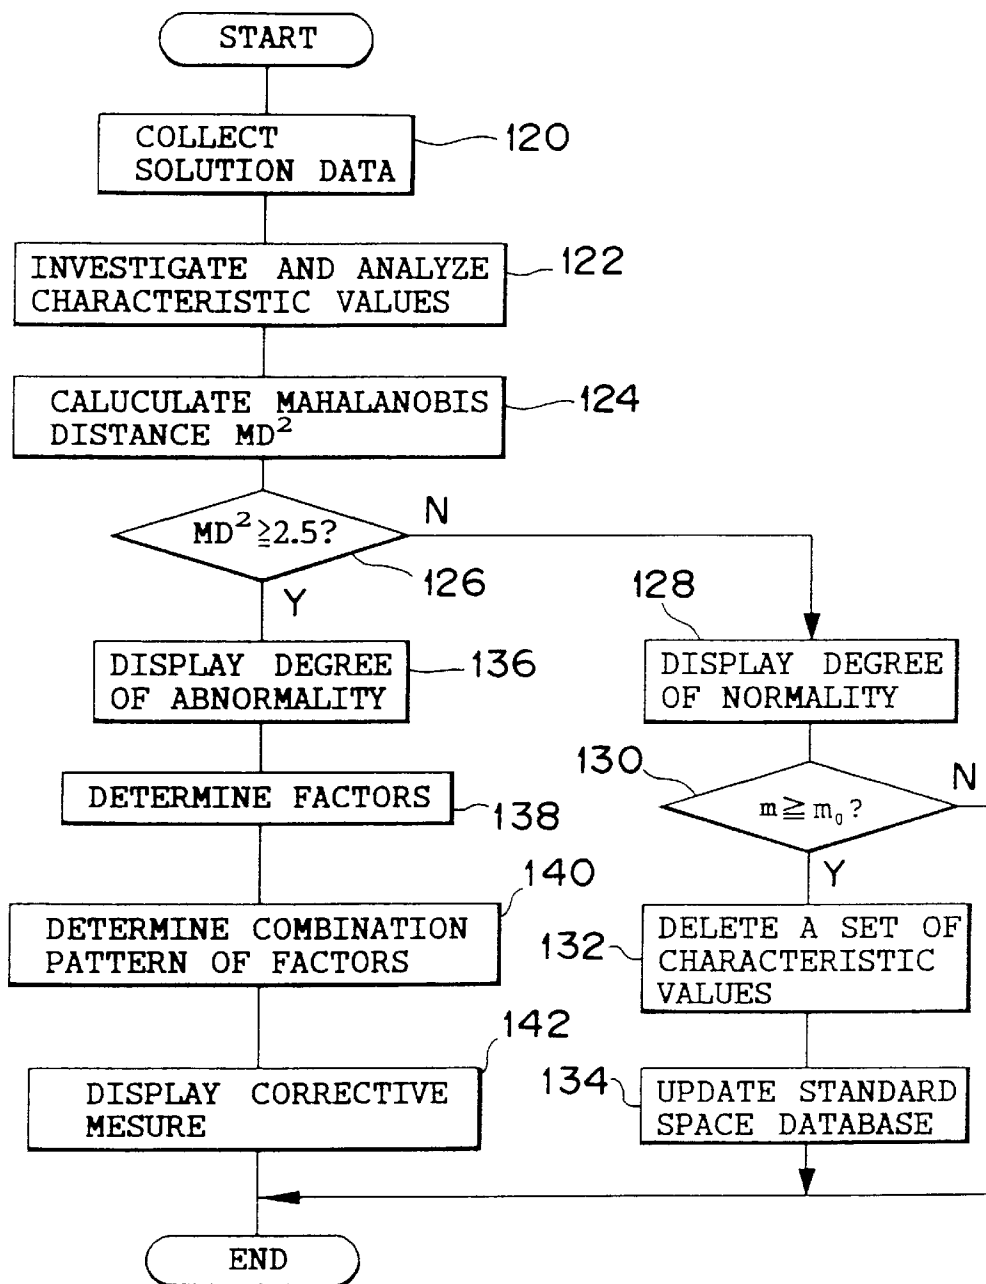 START
COLLECT
SOLUTION DATA
120
INVESTIGATE AND ANALYZE
CHARACTERISTIC VALUES
122
CALUCULATE MAHALANOBIS
DISTANCE MD²
124
MD² ≧ 2.5?
N
126
Y
128
DISPLAY DEGREE
OF ABNORMALITY
136
DISPLAY DEGREE
OF NORMALITY
130
N
DETERMINE FACTORS
138
m ≧ m₀?
Y
140
DETERMINE COMBINATION
PATTERN OF FACTORS
132
DELETE A SET OF
CHARACTERISTIC
VALUES
142
DISPLAY CORRECTIVE
MESURE
134
UPDATE STANDARD
SPACE DATABASE
END